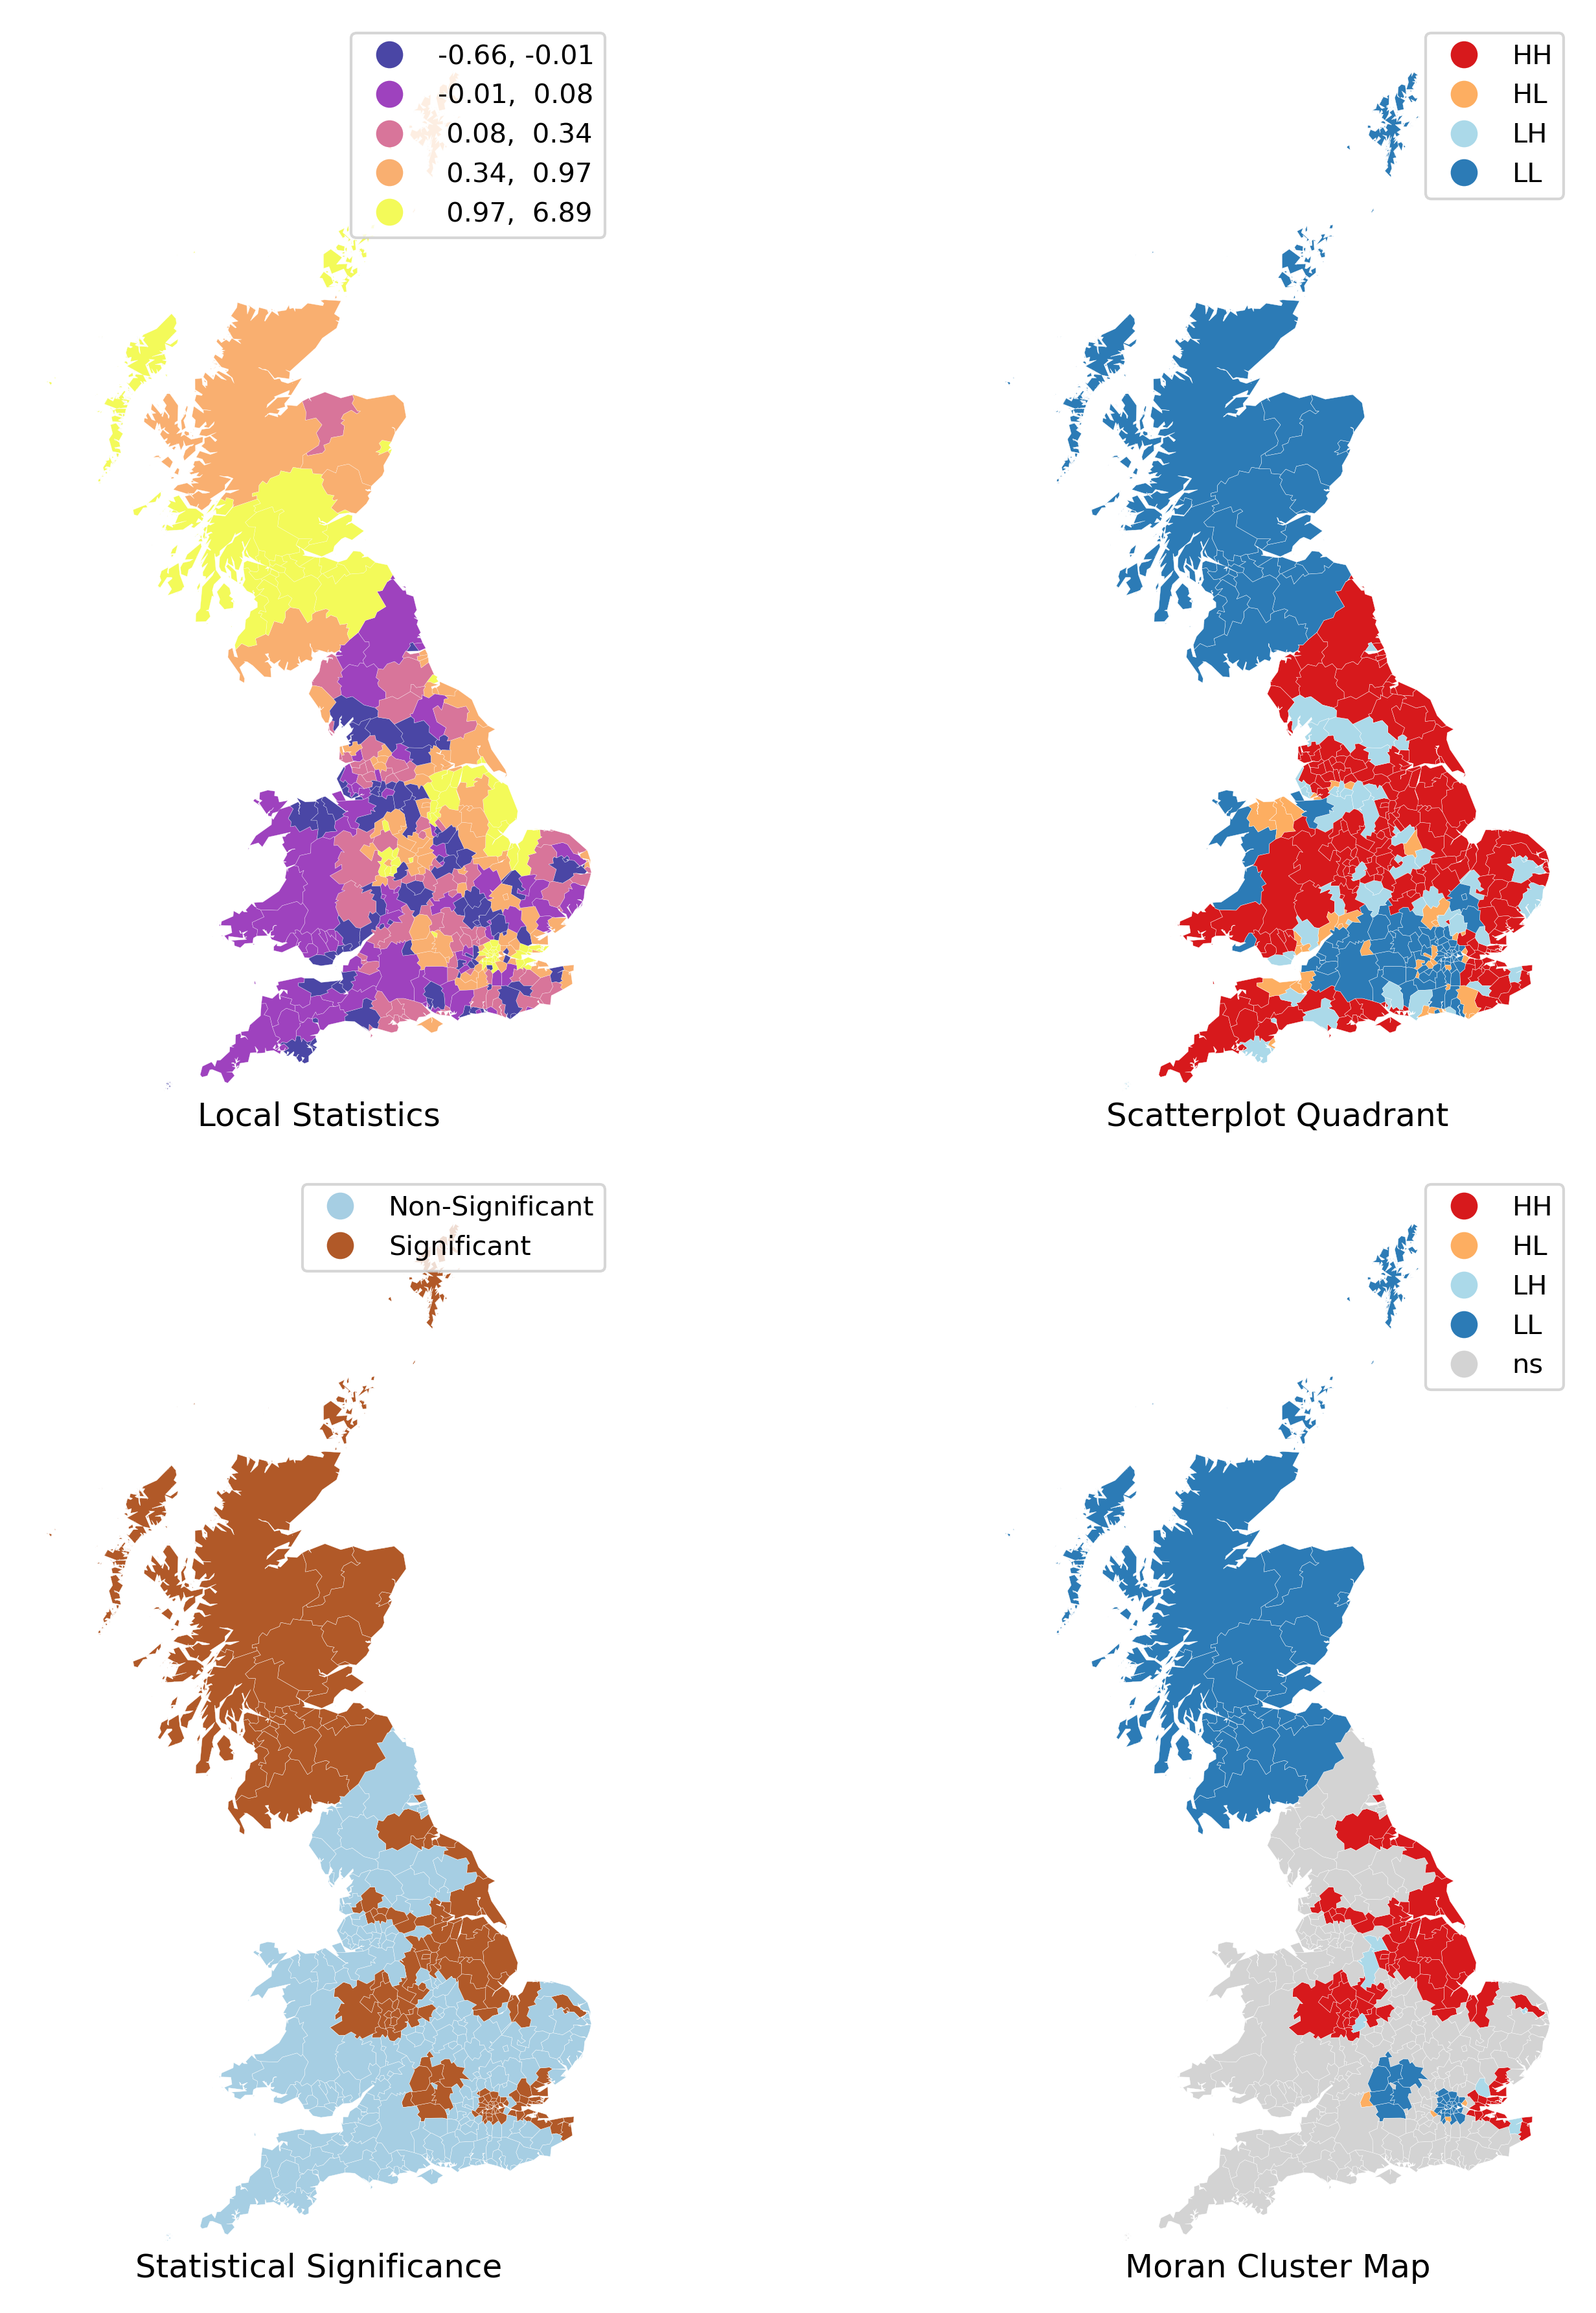 -0.66, -0.01
-0.01, 0.08
0.08, 0.34
0.34, 0.97
0.97, 6.89
Local Statistics
HH
HL
LH
LL
Scatterplot Quadrant
Non-Significant
Significant
Statistical Significance
HH
HL
LH
LL
ns
Moran Cluster Map